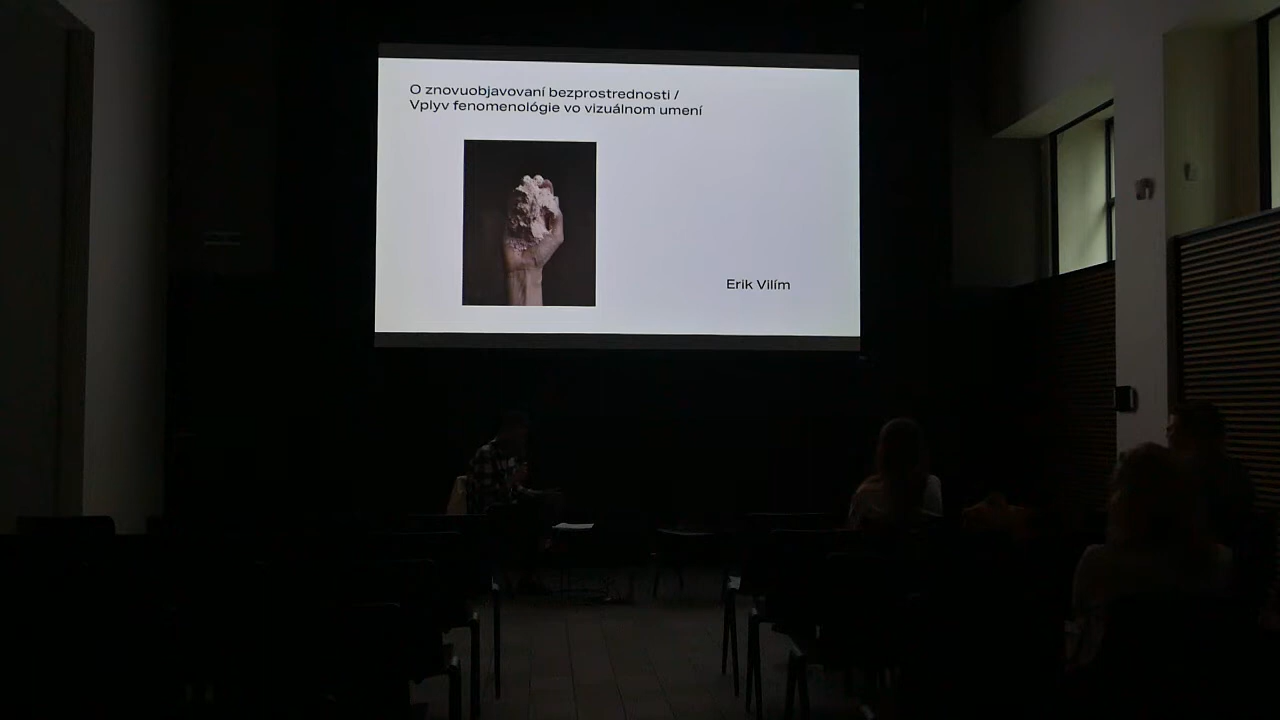 O znovuobjavovaní bezprostrednosti /
Vplyv fenomenológie vo vizuálnom umení
Erik Vilím